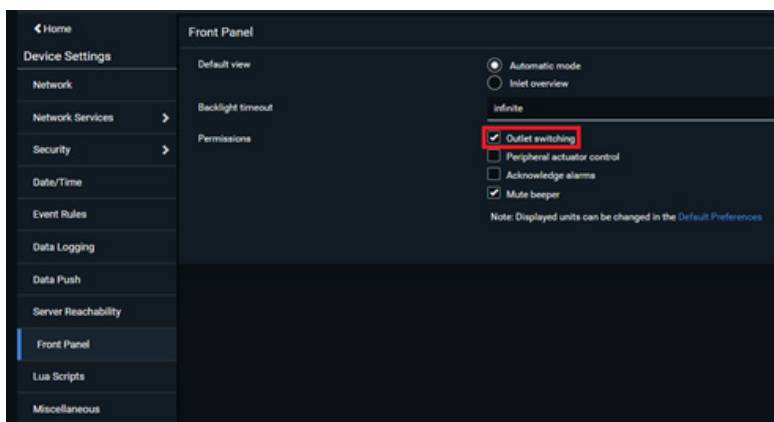 Home
Device Settings
Network
Network Services
Security
Date/Time
Event Rules
Data Logging
Data Push
Server Reachability
Front Panel
Lua Scripts
Miscellaneous
Front Panel
Default view
Automatic mode
Inlet overview
Backlight timeout
infinite
Permissions
Outlet switching
Peripheral actuator control
Acknowledge alarms
Mute beeper
Note: Displayed units can be changed in the Default Preferences